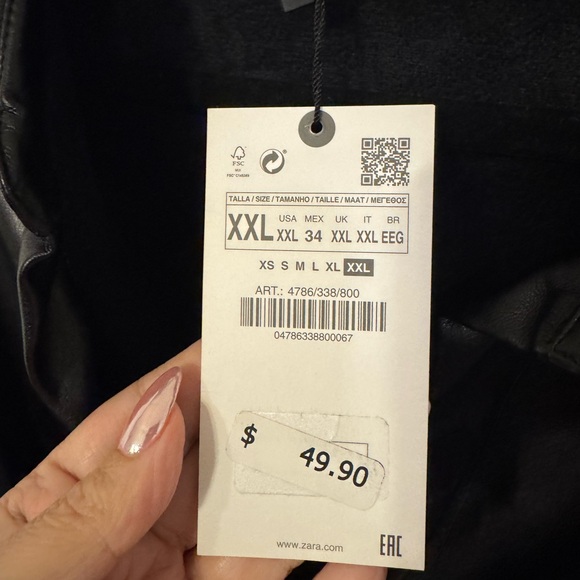 FSC
TALLA / SIZE / TAMANHO / TAILLE / MAAT / ΜΕΓΕΘΟΣ
XXL USA XXL MEX 34 UK XXL IT XXL BR EEG
XS S M L XL XXL
ART.: 4786/338/800
04786338800067
$ 49.90
www.zara.com
EAC